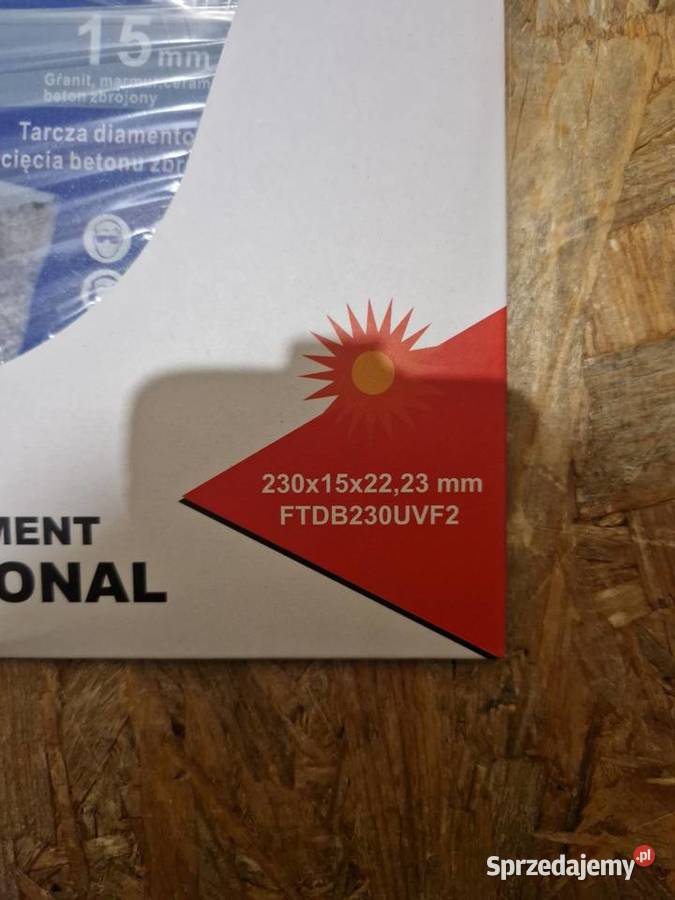 15 mm
Granit, marmur, ceram
beton zbrojony
Tarcza diamento
cięcia betonu zbr
230x15x22,23 mm
FTDB230UVF2
MENT
ONAL
Sprzedajemy.pl